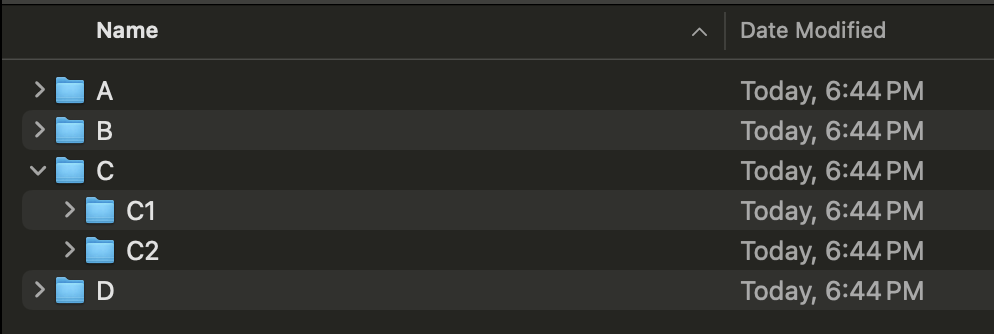 Name Date Modified
A Today, 6:44 PM
B Today, 6:44 PM
C Today, 6:44 PM
C1 Today, 6:44 PM
C2 Today, 6:44 PM
D Today, 6:44 PM